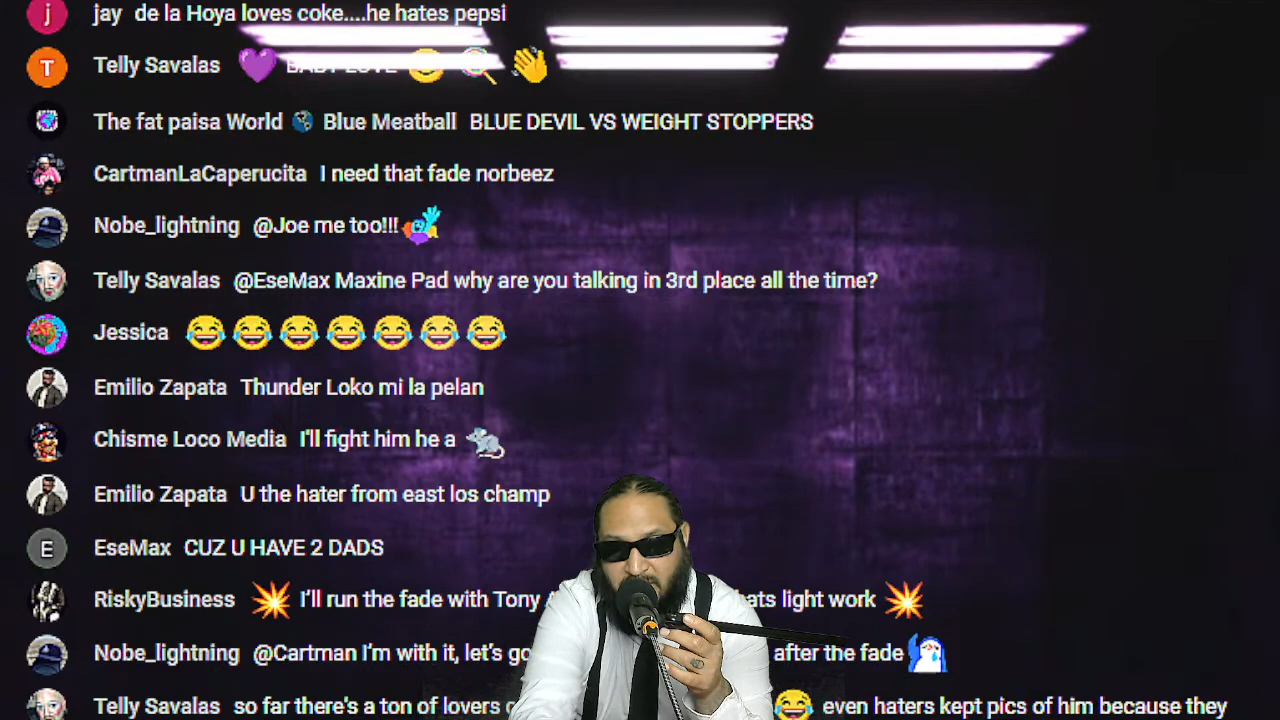 jay de la Hoya loves coke....he hates pepsi
Telly Savalas 💜 BABY LOVE 😊 🍭 👋
The fat paisa World 🌎 Blue Meatball BLUE DEVIL VS WEIGHT STOPPERS
CartmanLaCaperucita I need that fade norbeez
Nobe_lightning @Joe me too!!!
T
Telly Savalas @EseMax Maxine Pad why are you talking in 3rd place all the time?
Jessica 😂😂😂😂😂😂😂
Emilio Zapata Thunder Loko mi la pelan
Chisme Loco Media I'll fight him he a 🐀
Emilio Zapata U the hater from east los champ
E EseMax CUZ U HAVE 2 DADS
RiskyBusiness 💥 I'll run the fade with Tony light work 💥
Nobe_lightning @Cartman I'm with it, let's go after the fade
Telly Savalas so far there's a ton of lovers 😂 even haters kept pics of him because they